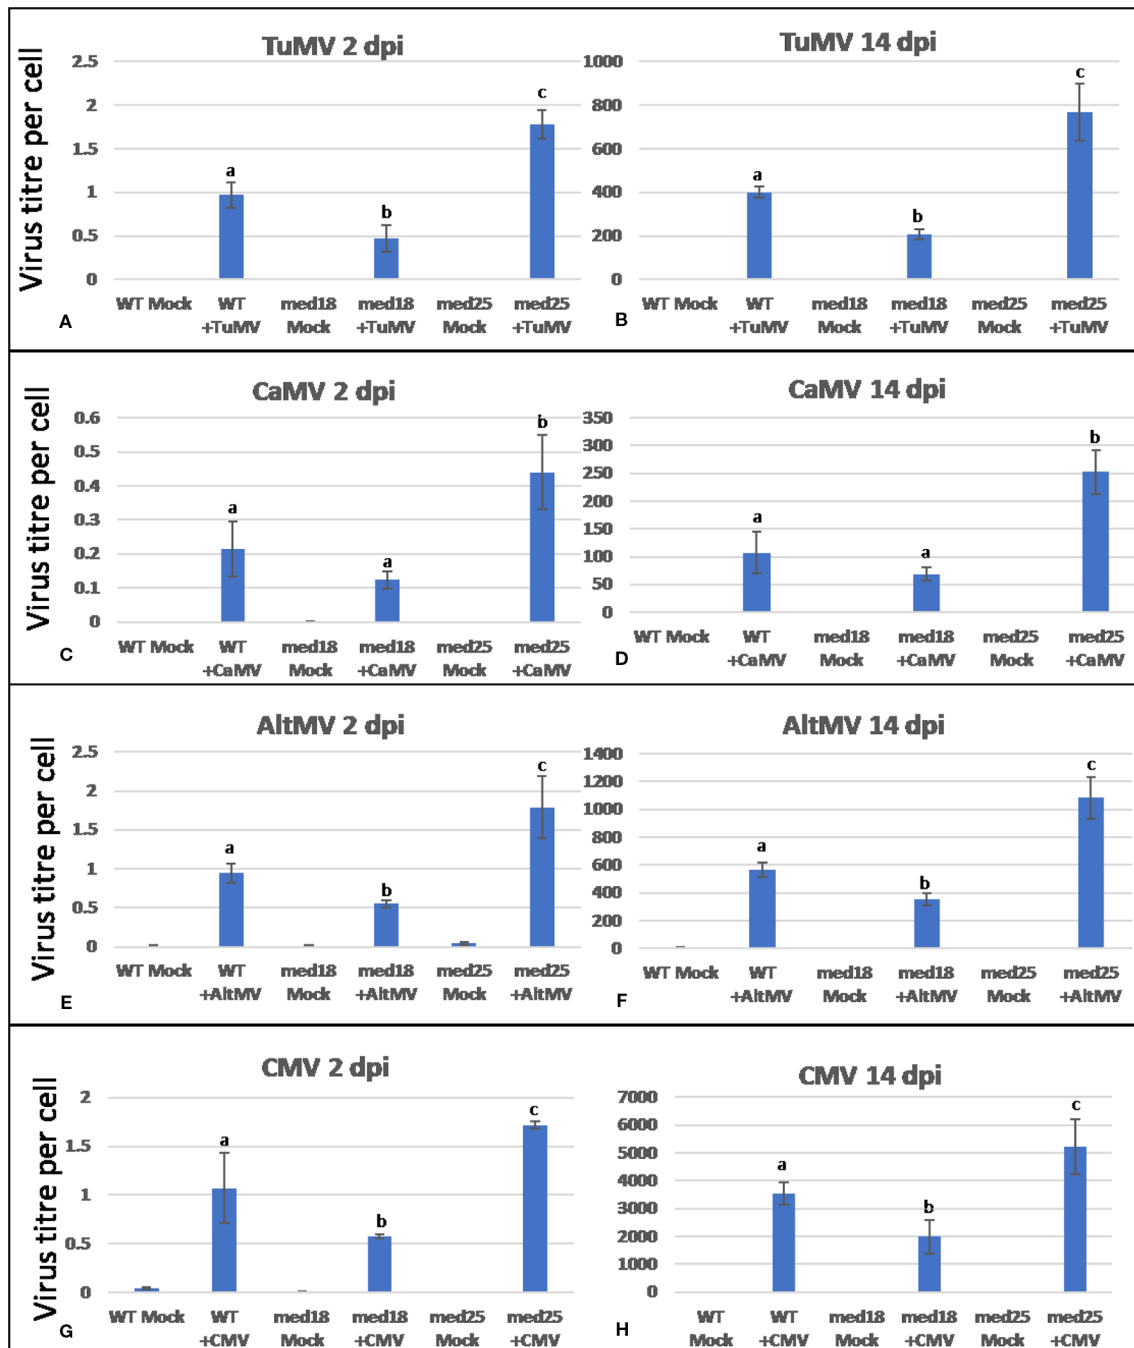 TuMV 2 dpi
Virus titre per cell
2.5
2
1.5
1
0.5
0
a
b
c
WT Mock
WT
+TuMV
med18
Mock
med18
+TuMV
med25
Mock
med25
+TuMV
A
TuMV 14 dpi
1000
800
600
400
200
0
a
b
c
WT Mock
WT
+TuMV
med18
Mock
med18
+TuMV
med25
Mock
med25
+TuMV
B
CaMV 2 dpi
Virus titre per cell
0.6
0.5
0.4
0.3
0.2
0.1
0
a
a
b
WT Mock
WT
+CaMV
med18
Mock
med18
+CaMV
med25
Mock
med25
+CaMV
C
CaMV 14 dpi
350
300
250
200
150
100
50
0
a
a
b
WT Mock
WT
+CaMV
med18
Mock
med18
+CaMV
med25
Mock
med25
+CaMV
D
AltMV 2 dpi
Virus titre per cell
2.5
2
1.5
1
0.5
0
a
b
c
WT Mock
WT
+AltMV
med18
Mock
med18
+AltMV
med25
Mock
med25
+AltMV
E
AltMV 14 dpi
1400
1200
1000
800
600
400
200
0
a
b
c
WT Mock
WT
+AltMV
med18
Mock
med18
+AltMV
med25
Mock
med25
+AltMV
F
CMV 2 dpi
Virus titre per cell
2
1.5
1
0.5
0
a
b
c
WT Mock
WT
+CMV
med18
Mock
med18
+CMV
med25
Mock
med25
+CMV
G
CMV 14 dpi
7000
6000
5000
4000
3000
2000
1000
0
a
b
c
WT
Mock
WT
+CMV
med18
Mock
med18
+CMV
med25
Mock
med25
+CMV
H